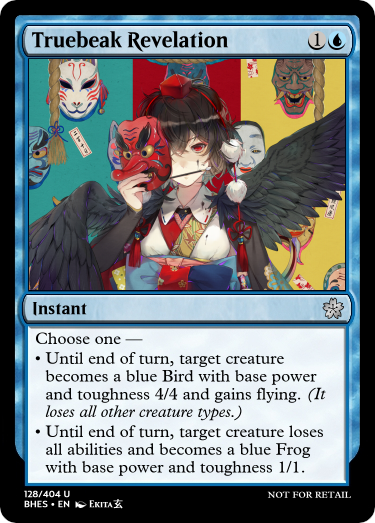 Truebeak Revelation 1
Instant
Choose one —
• Until end of turn, target creature
becomes a blue Bird with base power
and toughness 4/4 and gains flying. (It
loses all other creature types.)
• Until end of turn, target creature loses
all abilities and becomes a blue Frog
with base power and toughness 1/1.
128/404 U
BHES • EN Ekita玄
NOT FOR RETAIL